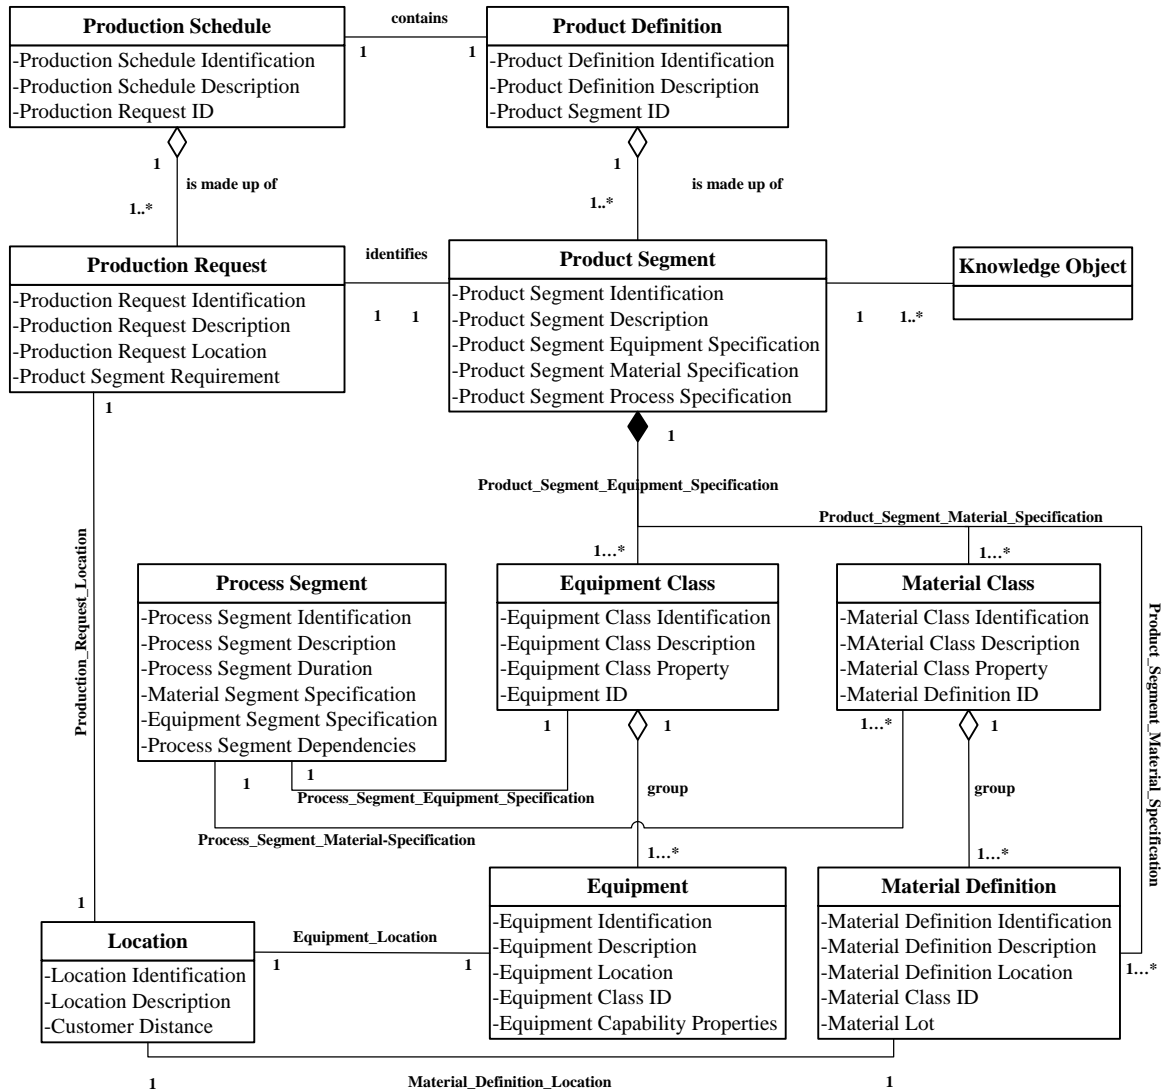 Production Schedule
-Production Schedule Identification
-Production Schedule Description
-Production Request ID
contains
1
1
Product Definition
-Product Definition Identification
-Product Definition Description
-Product Segment ID
1
is made up of
1..*
1
is made up of
1..*
Production Request
-Production Request Identification
-Production Request Description
-Production Request Location
-Product Segment Requirement
identifies
1
1
Product Segment
-Product Segment Identification
-Product Segment Description
-Product Segment Equipment Specification
-Product Segment Material Specification
-Product Segment Process Specification
1
1..*
Knowledge Object
1
1
Product_Segment_Equipment_Specification
Product_Segment_Material_Specification
1...*
1...*
Production_Request_Location
Product_Segment_Material_Specification
Process Segment
-Process Segment Identification
-Process Segment Description
-Process Segment Duration
-Material Segment Specification
-Equipment Segment Specification
-Process Segment Dependencies
Equipment Class
-Equipment Class Identification
-Equipment Class Description
-Equipment Class Property
-Equipment ID
Material Class
-Material Class Identification
-MAterial Class Description
-Material Class Property
-Material Definition ID
1
1
1...*
1
1
1
Process_Segment_Equipment_Specification
group
group
Process_Segment_Material-Specification
1...*
1...*
Equipment
-Equipment Identification
-Equipment Description
-Equipment Location
-Equipment Class ID
-Equipment Capability Properties
Material Definition
-Material Definition Identification
-Material Definition Description
-Material Definition Location
-Material Class ID
-Material Lot
1...*
1
Location
-Location Identification
-Location Description
-Customer Distance
Equipment_Location
1
1
1
Material_Definition_Location
1